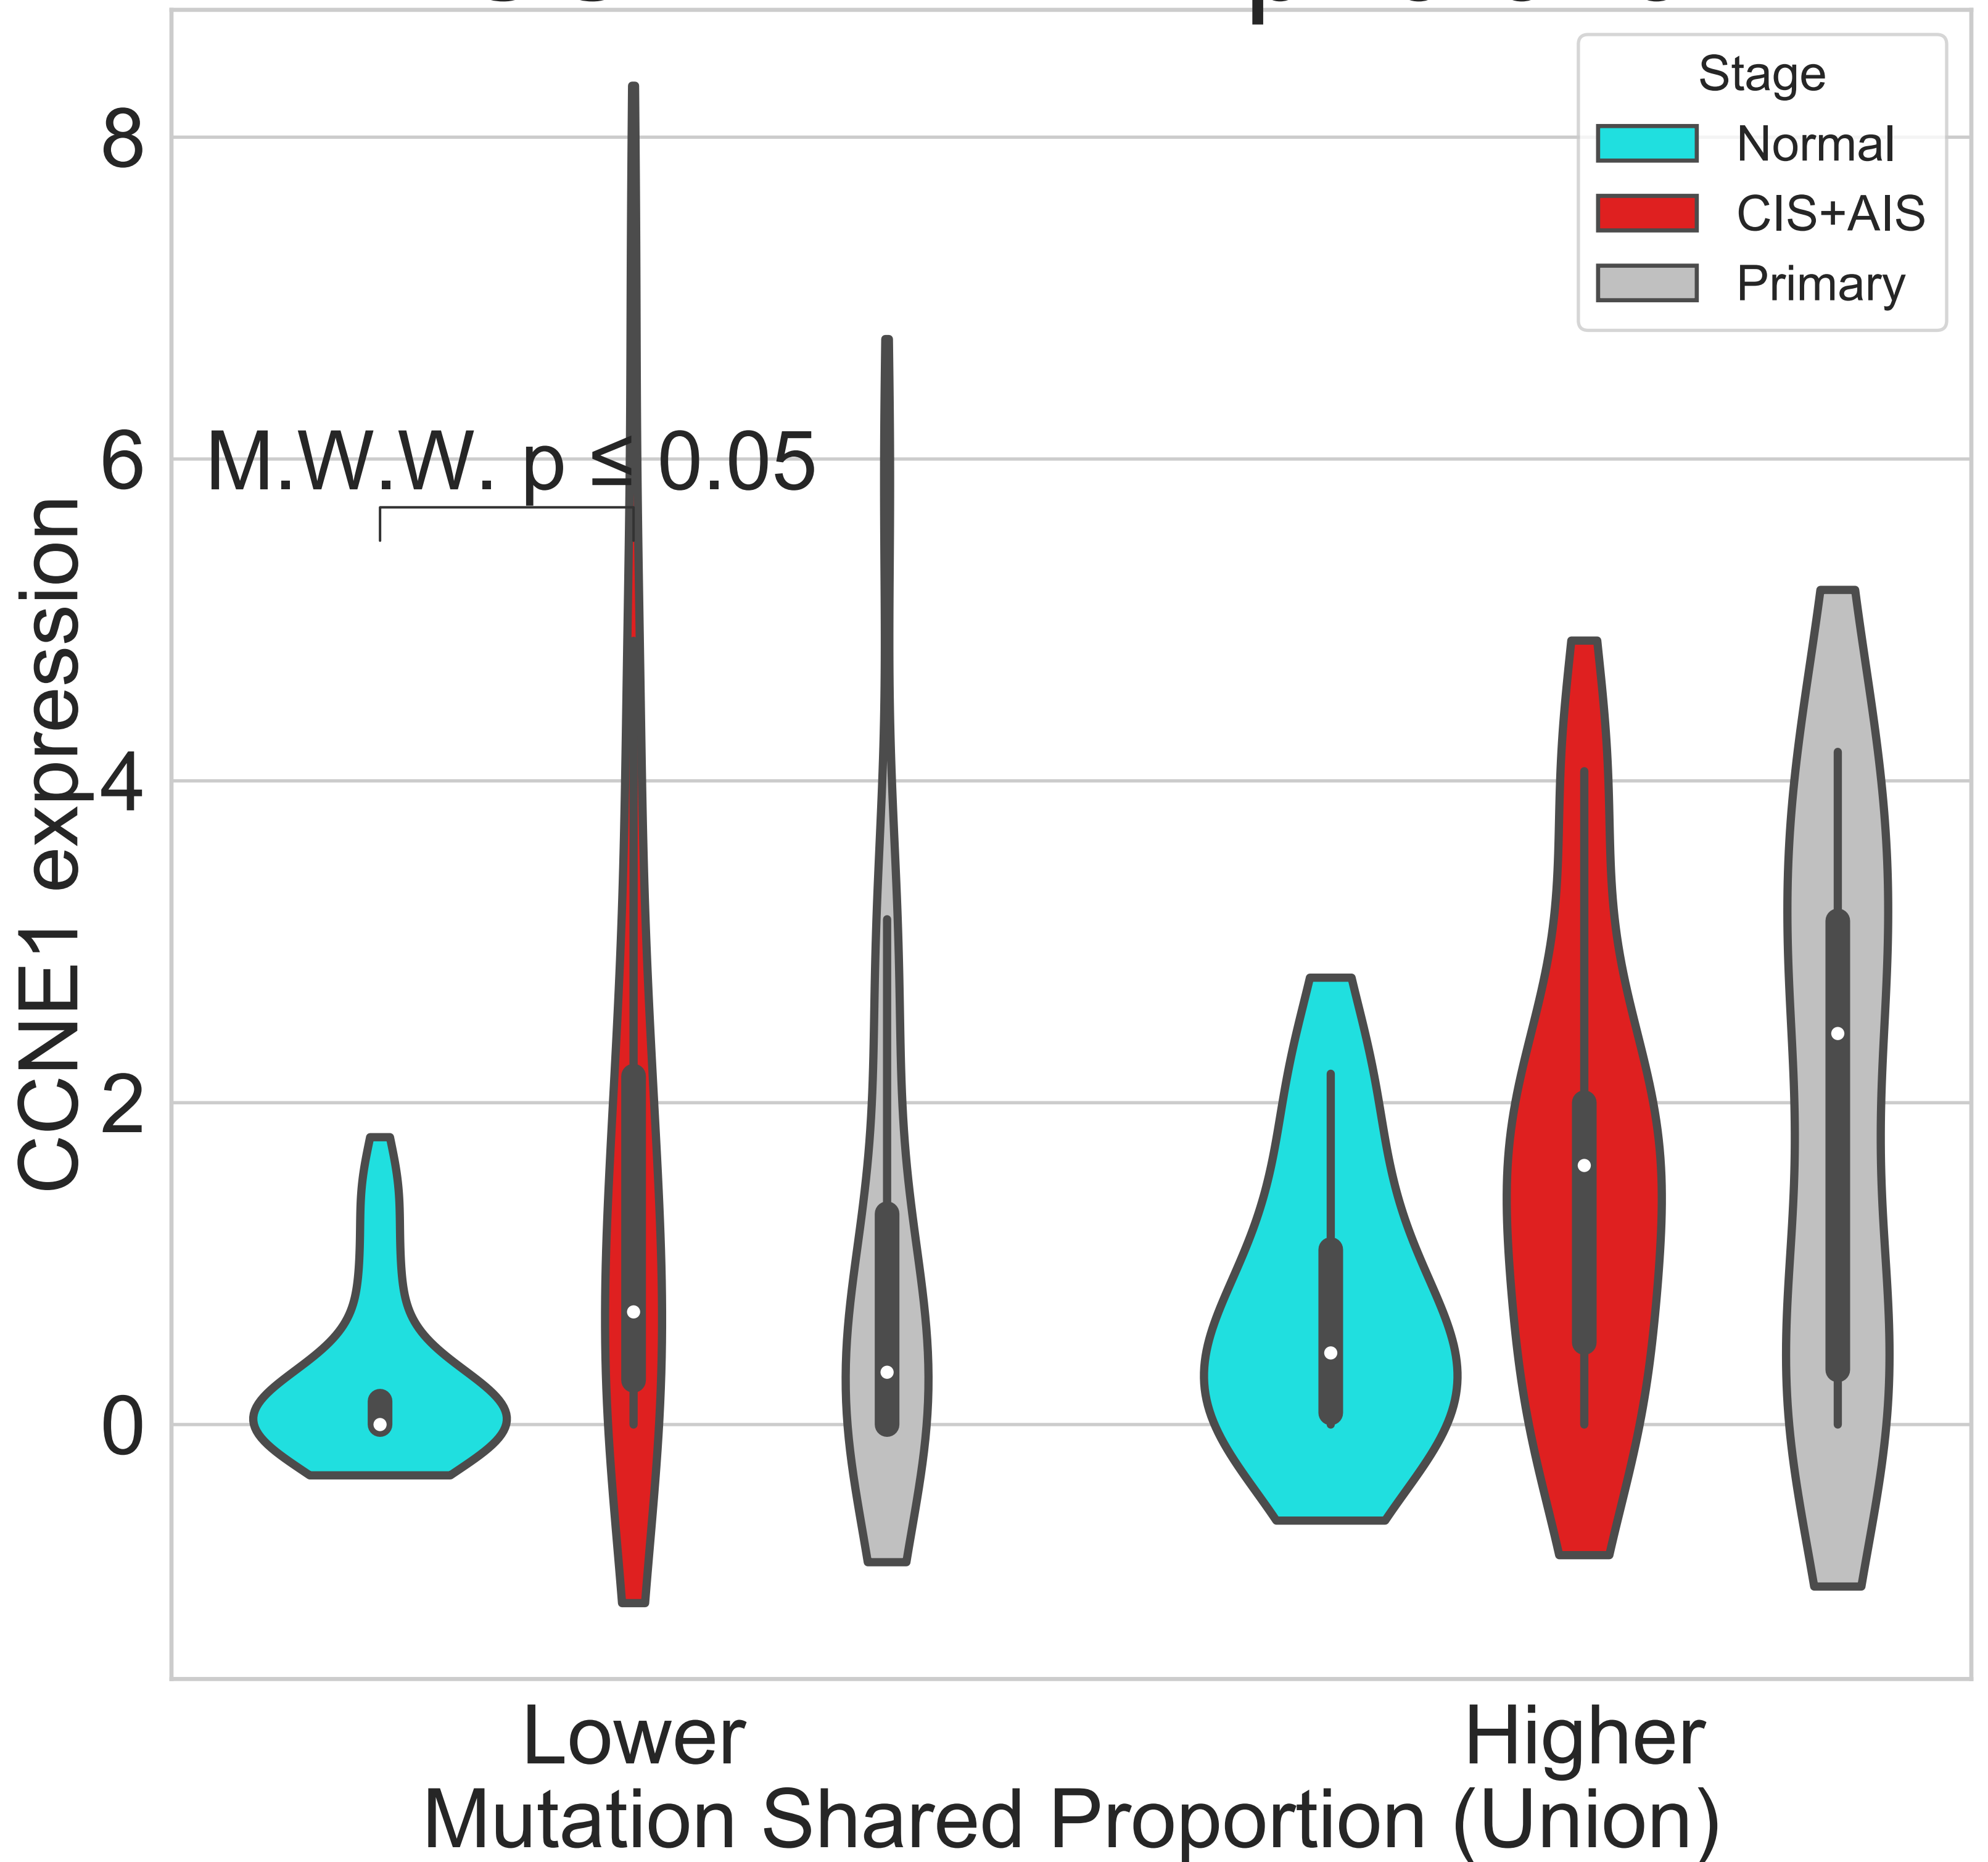 Stage
Normal
CIS+AIS
Primary
8
6
4
2
0
M.W.W. p ≤ 0.05
CCNE1 expression
Lower
Higher
Mutation Shared Proportion (Union)